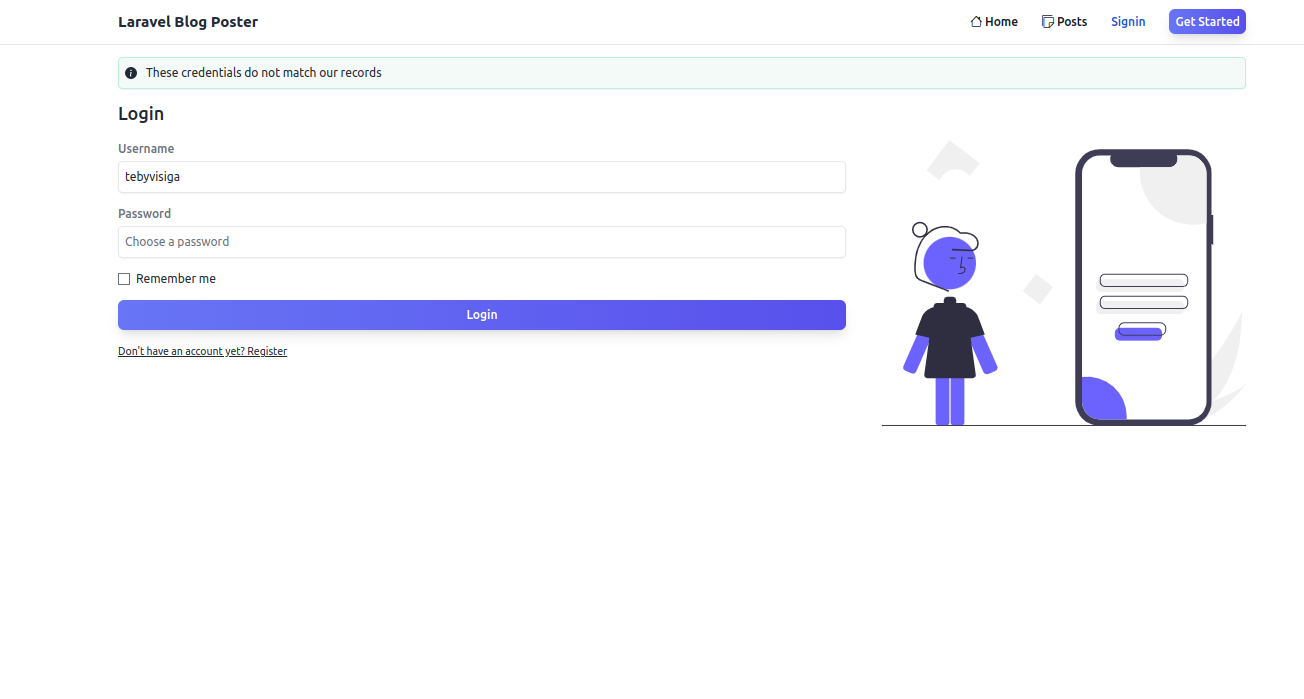 Laravel Blog Poster
Home
Posts
Signin
Get Started
These credentials do not match our records
Login
Username
tebyvisiga
Password
Choose a password
Remember me
Login
Don't have an account yet? Register